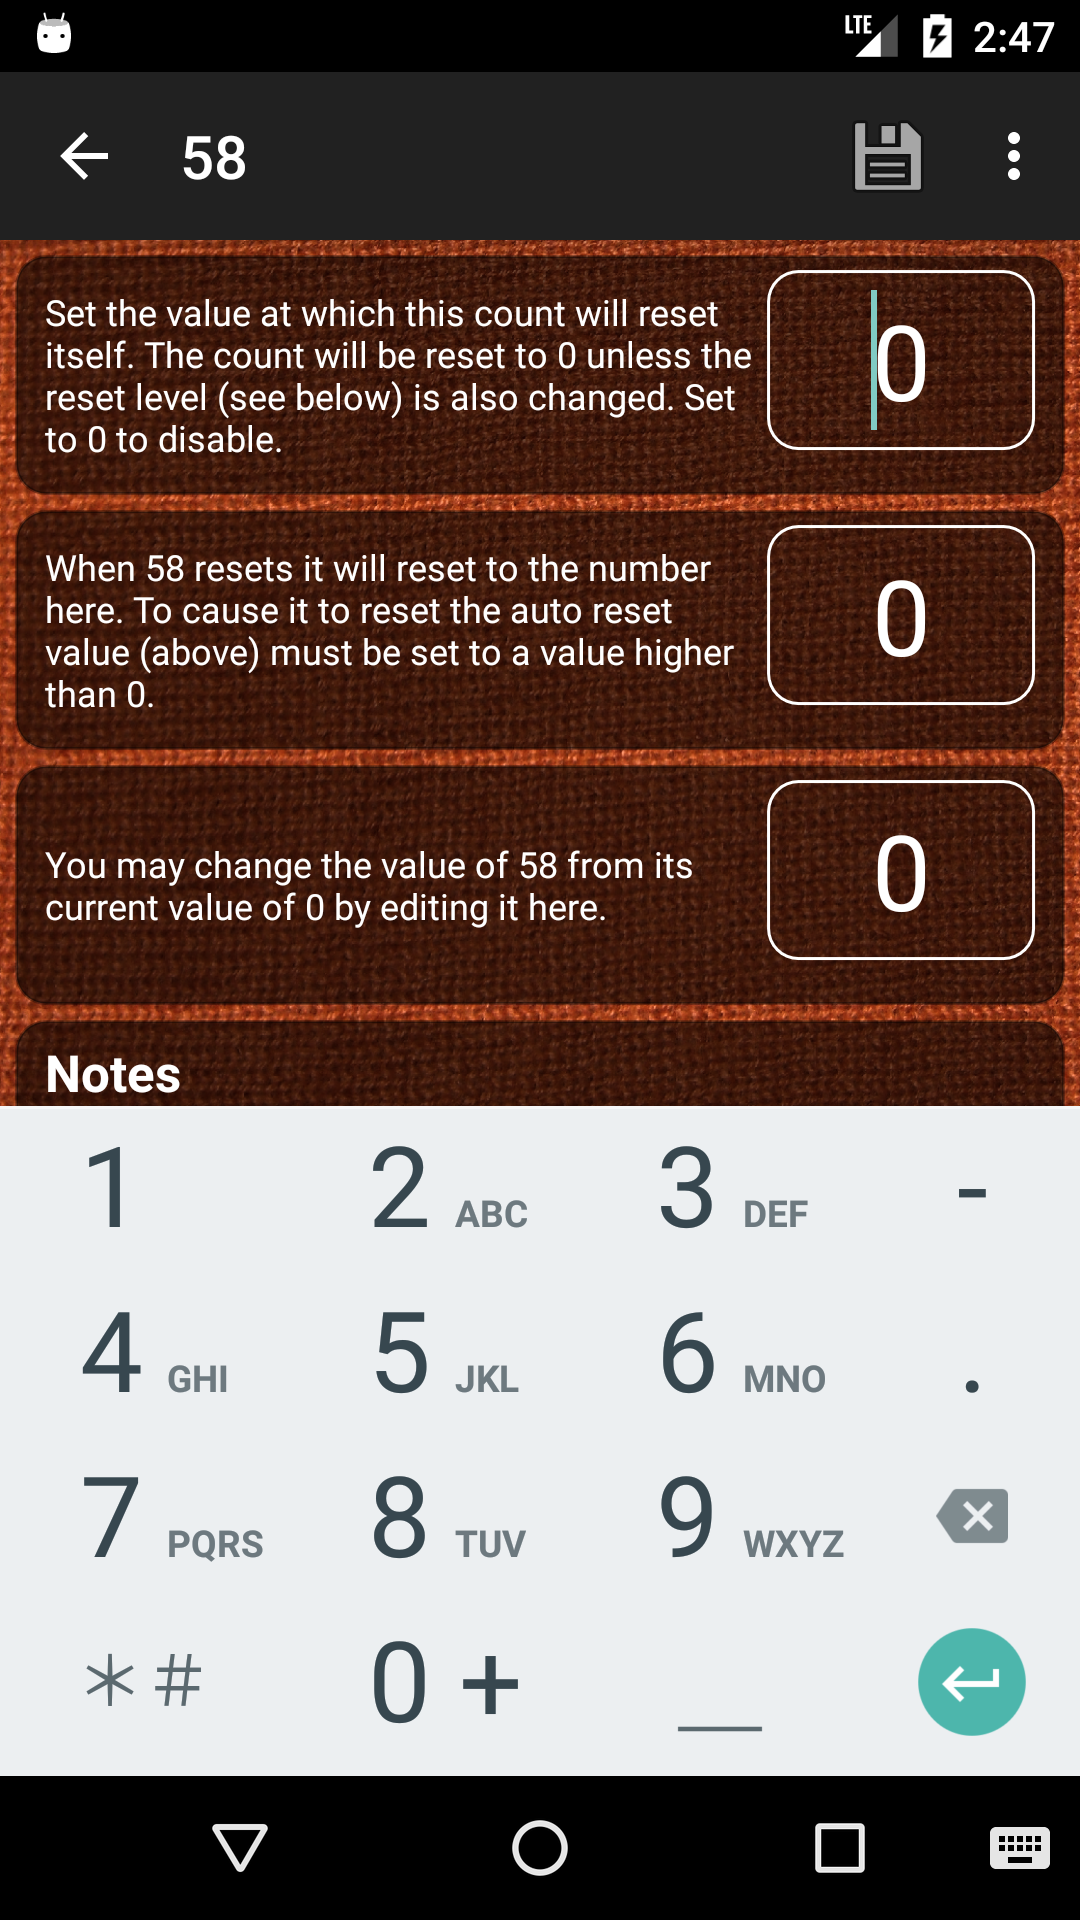 LTE 2:47
58
Set the value at which this count will reset
itself. The count will be reset to 0 unless the
reset level (see below) is also changed. Set
to 0 to disable.
0
When 58 resets it will reset to the number
here. To cause it to reset the auto reset
value (above) must be set to a value higher
than 0.
0
You may change the value of 58 from its
current value of 0 by editing it here.
0
Notes
1 2 ABC 3 DEF -
4 GHI 5 JKL 6 MNO .
7 PQRS 8 TUV 9 WXYZ
* # 0 + _